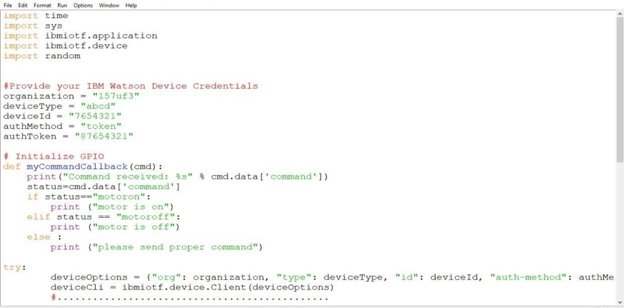 File Edit Format Run Options Window Help
import time
import sys
import ibmiotf.application
import ibmiotf.device
import random
#Provide your IBM Watson Device Credentials
organization = "157uf3"
deviceType = "abcd"
deviceId = "7654321"
authMethod = "token"
authToken = "87654321"
# Initialize GPIO
def myCommandCallback(cmd):
    print("Command received: %s" % cmd.data['command'])
    status=cmd.data['command']
    if status=="motoron":
        print ("motor is on")
    elif status == "motoroff":
        print ("motor is off")
    else :
        print ("please send proper command")
try:
        deviceOptions = {"org": organization, "type": deviceType, "id": deviceId, "auth-method": authMe
        deviceCli = ibmiotf.device.Client(deviceOptions)
        #..............................................